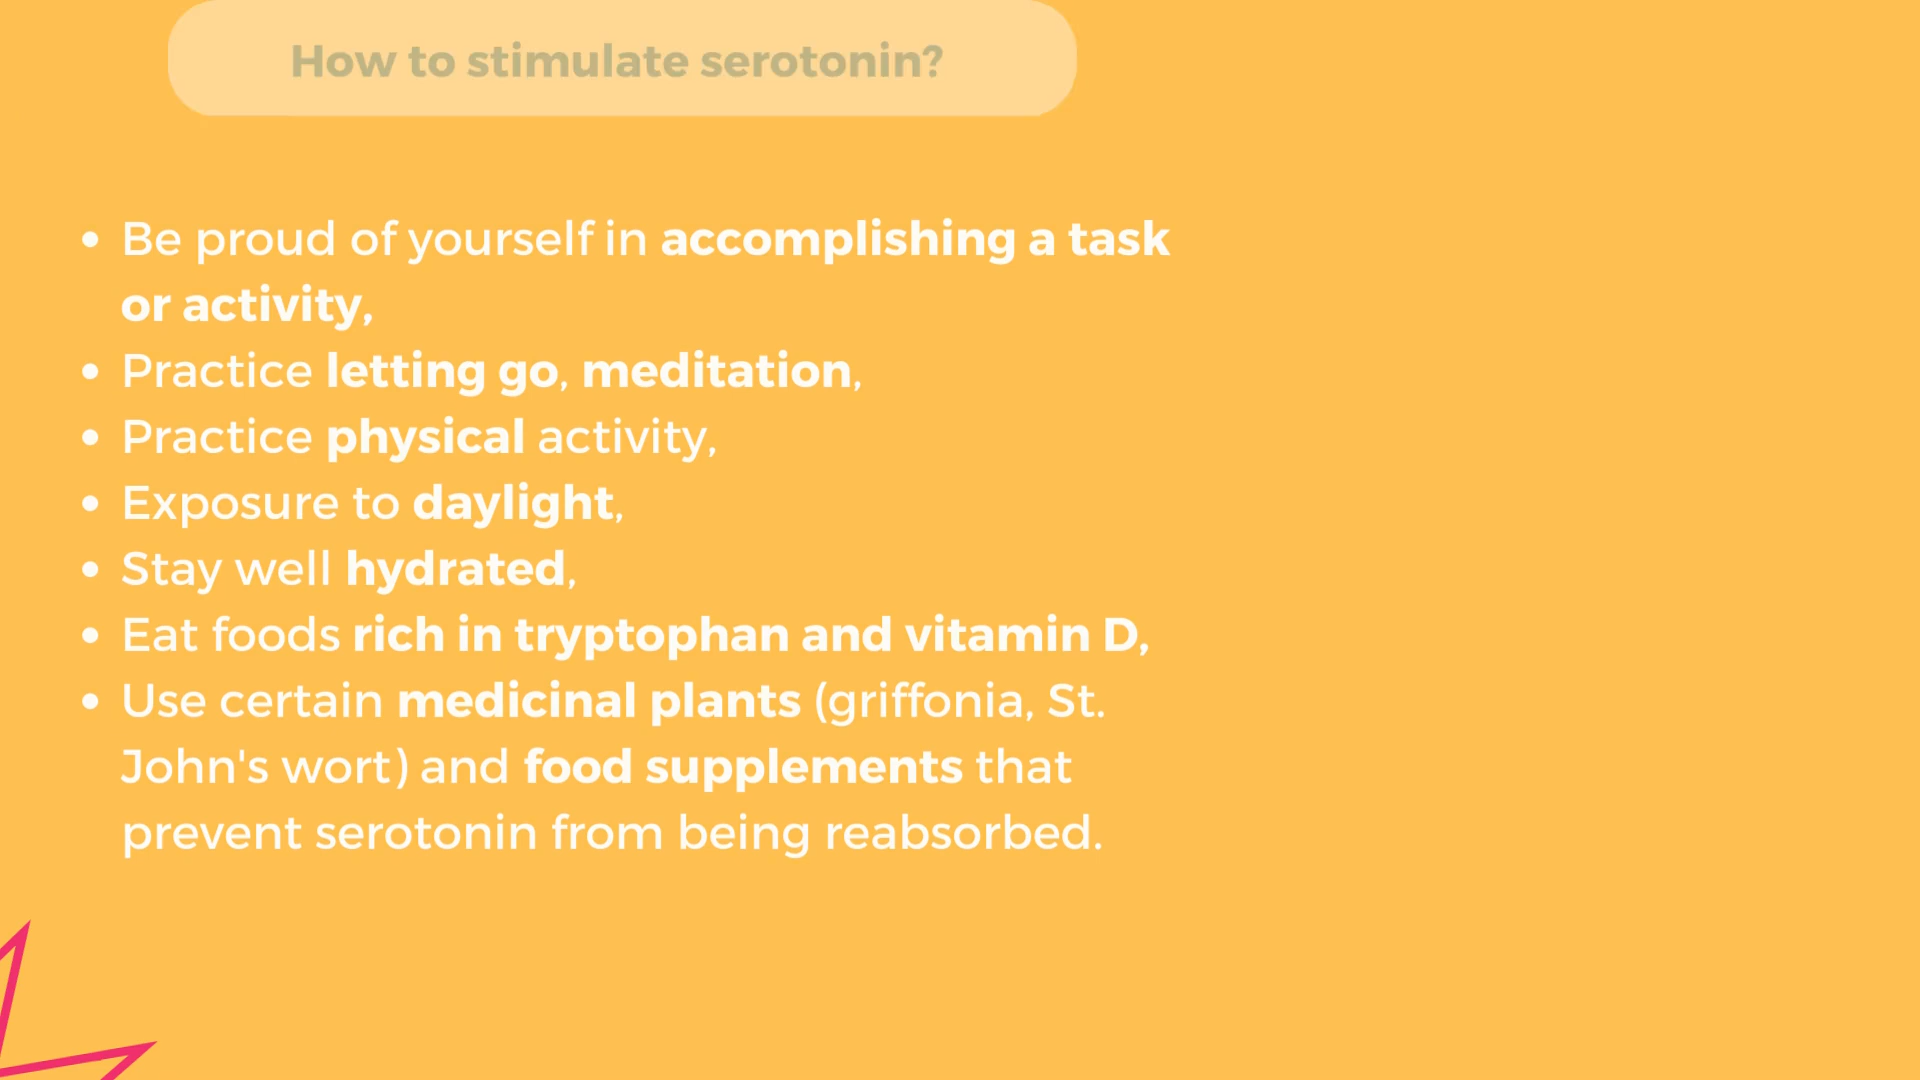 How to stimulate serotonin?
• Be proud of yourself in accomplishing a task
or activity,
• Practice letting go, meditation,
• Practice physical activity,
• Exposure to daylight,
• Stay well hydrated,
• Eat foods rich in tryptophan and vitamin D,
• Use certain medicinal plants (griffonia, St.
John's wort) and food supplements that
prevent serotonin from being reabsorbed.